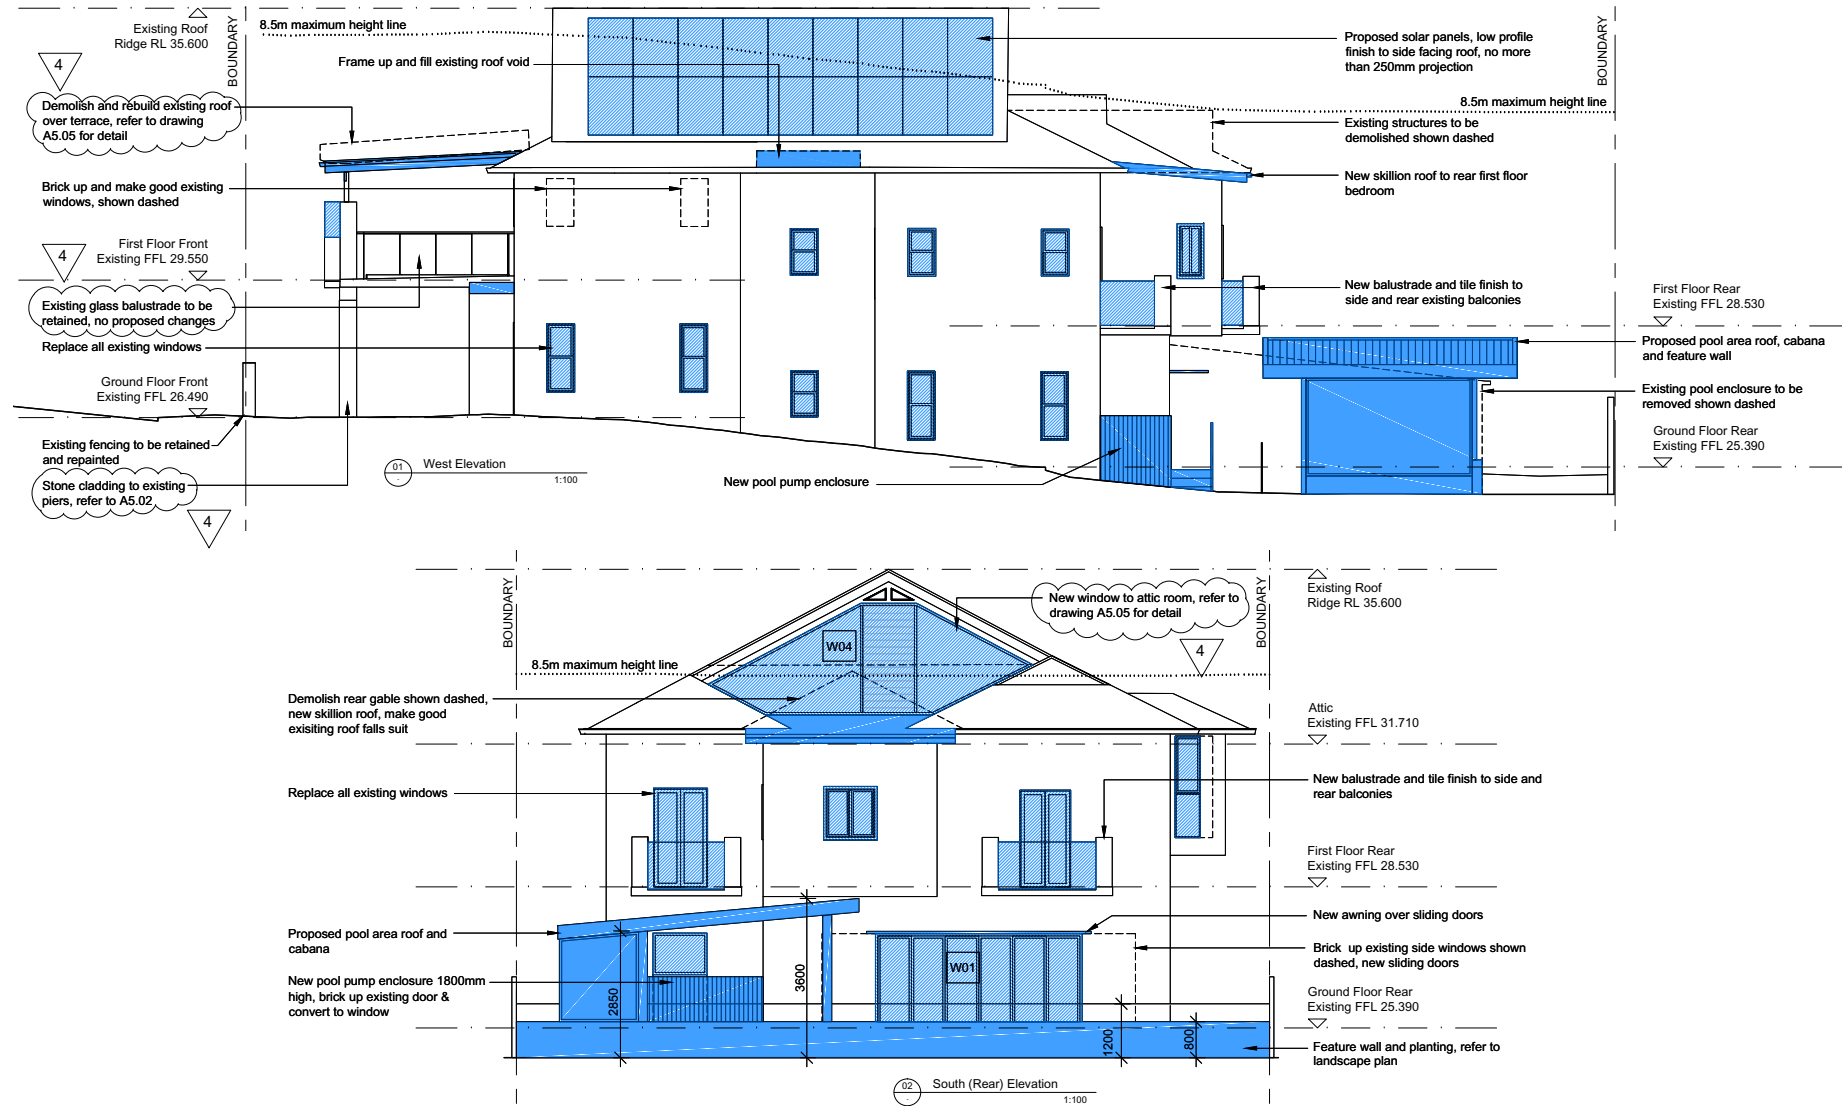 Existing Roof
Ridge RL 35.600
BOUNDARY
8.5m maximum height line
4
Frame up and fill existing roof void
Proposed solar panels, low profile
finish to side facing roof, no more
than 250mm projection
BOUNDARY
8.5m maximum height line
Demolish and rebuild existing roof
over terrace, refer to drawing
A5.05 for detail
Existing structures to be
demolished shown dashed
Brick up and make good existing
windows, shown dashed
New skillion roof to rear first floor
bedroom
First Floor Front
Existing FFL 29.550
4
Existing glass balustrade to be
retained, no proposed changes
New balustrade and tile finish to
side and rear existing balconies
First Floor Rear
Existing FFL 28.530
Replace all existing windows
Proposed pool area roof, cabana
and feature wall
Ground Floor Front
Existing FFL 26.490
Existing pool enclosure to be
removed shown dashed
Existing fencing to be retained
and repainted
Ground Floor Rear
Existing FFL 25.390
Stone cladding to existing
piers, refer to A5.02
4
01
-
West Elevation
1:100
New pool pump enclosure
BOUNDARY
BOUNDARY
New window to attic room, refer to
drawing A5.05 for detail
4
Existing Roof
Ridge RL 35.600
W04
8.5m maximum height line
Demolish rear gable shown dashed,
new skillion roof, make good
exisiting roof falls suit
Attic
Existing FFL 31.710
Replace all existing windows
New balustrade and tile finish to side and
rear balconies
First Floor Rear
Existing FFL 28.530
Proposed pool area roof and
cabana
New awning over sliding doors
Brick up existing side windows shown
dashed, new sliding doors
W01
New pool pump enclosure 1800mm
high, brick up existing door &
convert to window
2850
3600
1200
800
Ground Floor Rear
Existing FFL 25.390
Feature wall and planting, refer to
landscape plan
02
-
South (Rear) Elevation
1:100